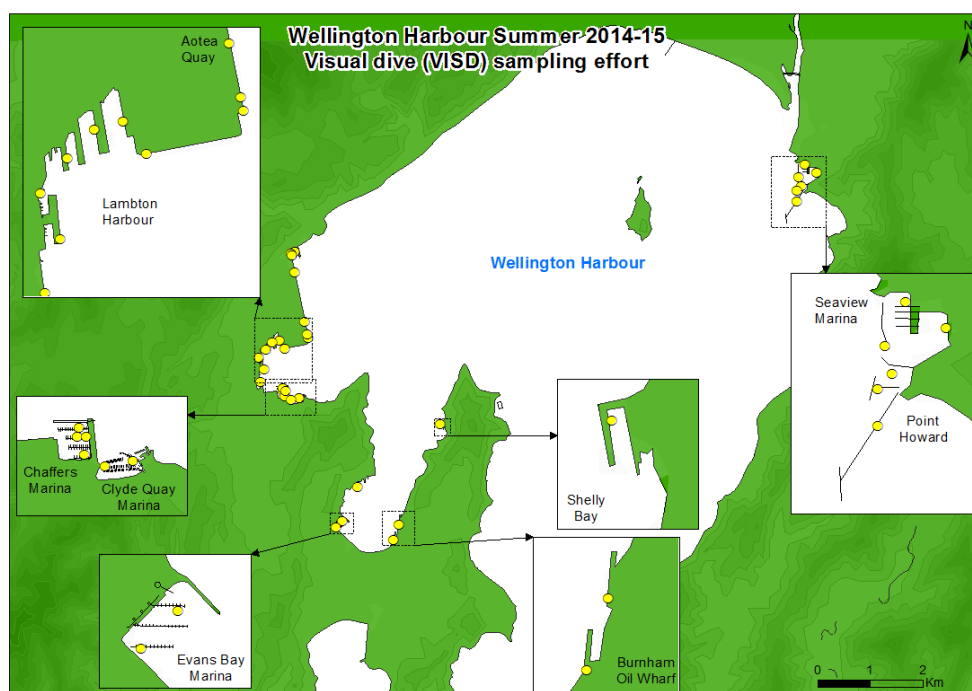 Wellington Harbour Summer 2014-15
Visual dive (VISD) sampling effort
N
Aotea
Quay
Lambton
Harbour
Wellington Harbour
Seaview
Marina
Point
Howard
Chaffers
Marina
Clyde Quay
Marina
Shelly
Bay
Evans Bay
Marina
Burnham
Oil Wharf
0 1 2
Km